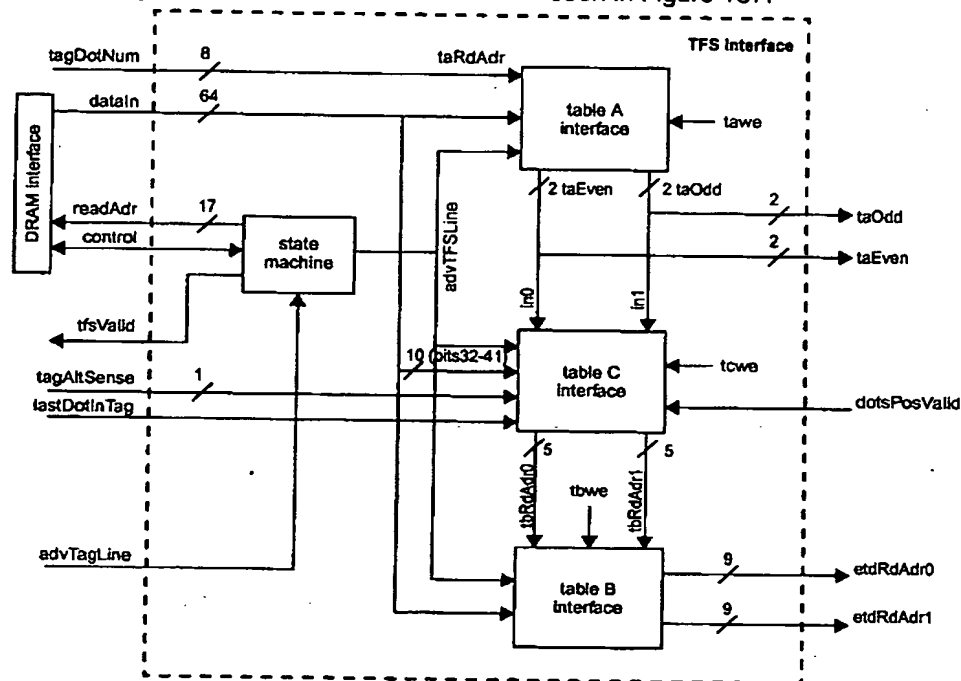 TFS Interface
tagDotNum
8
taRdAdr
DRAM Interface
dataIn
64
table A
interface
tawe
2 taEven
2 taOdd
readAdr
17
control
state
machine
advTFSLine
2
taOdd
2
taEven
in0
in1
tfsValid
10 (bits32-41)
table C
interface
tcwe
tagAltSense
1
lastDotInTag
dotsPosValid
5
5
tbRdAdr0
tbwe
tbRdAdr1
advTagLine
table B
interface
9
etdRdAdr0
9
etdRdAdr1